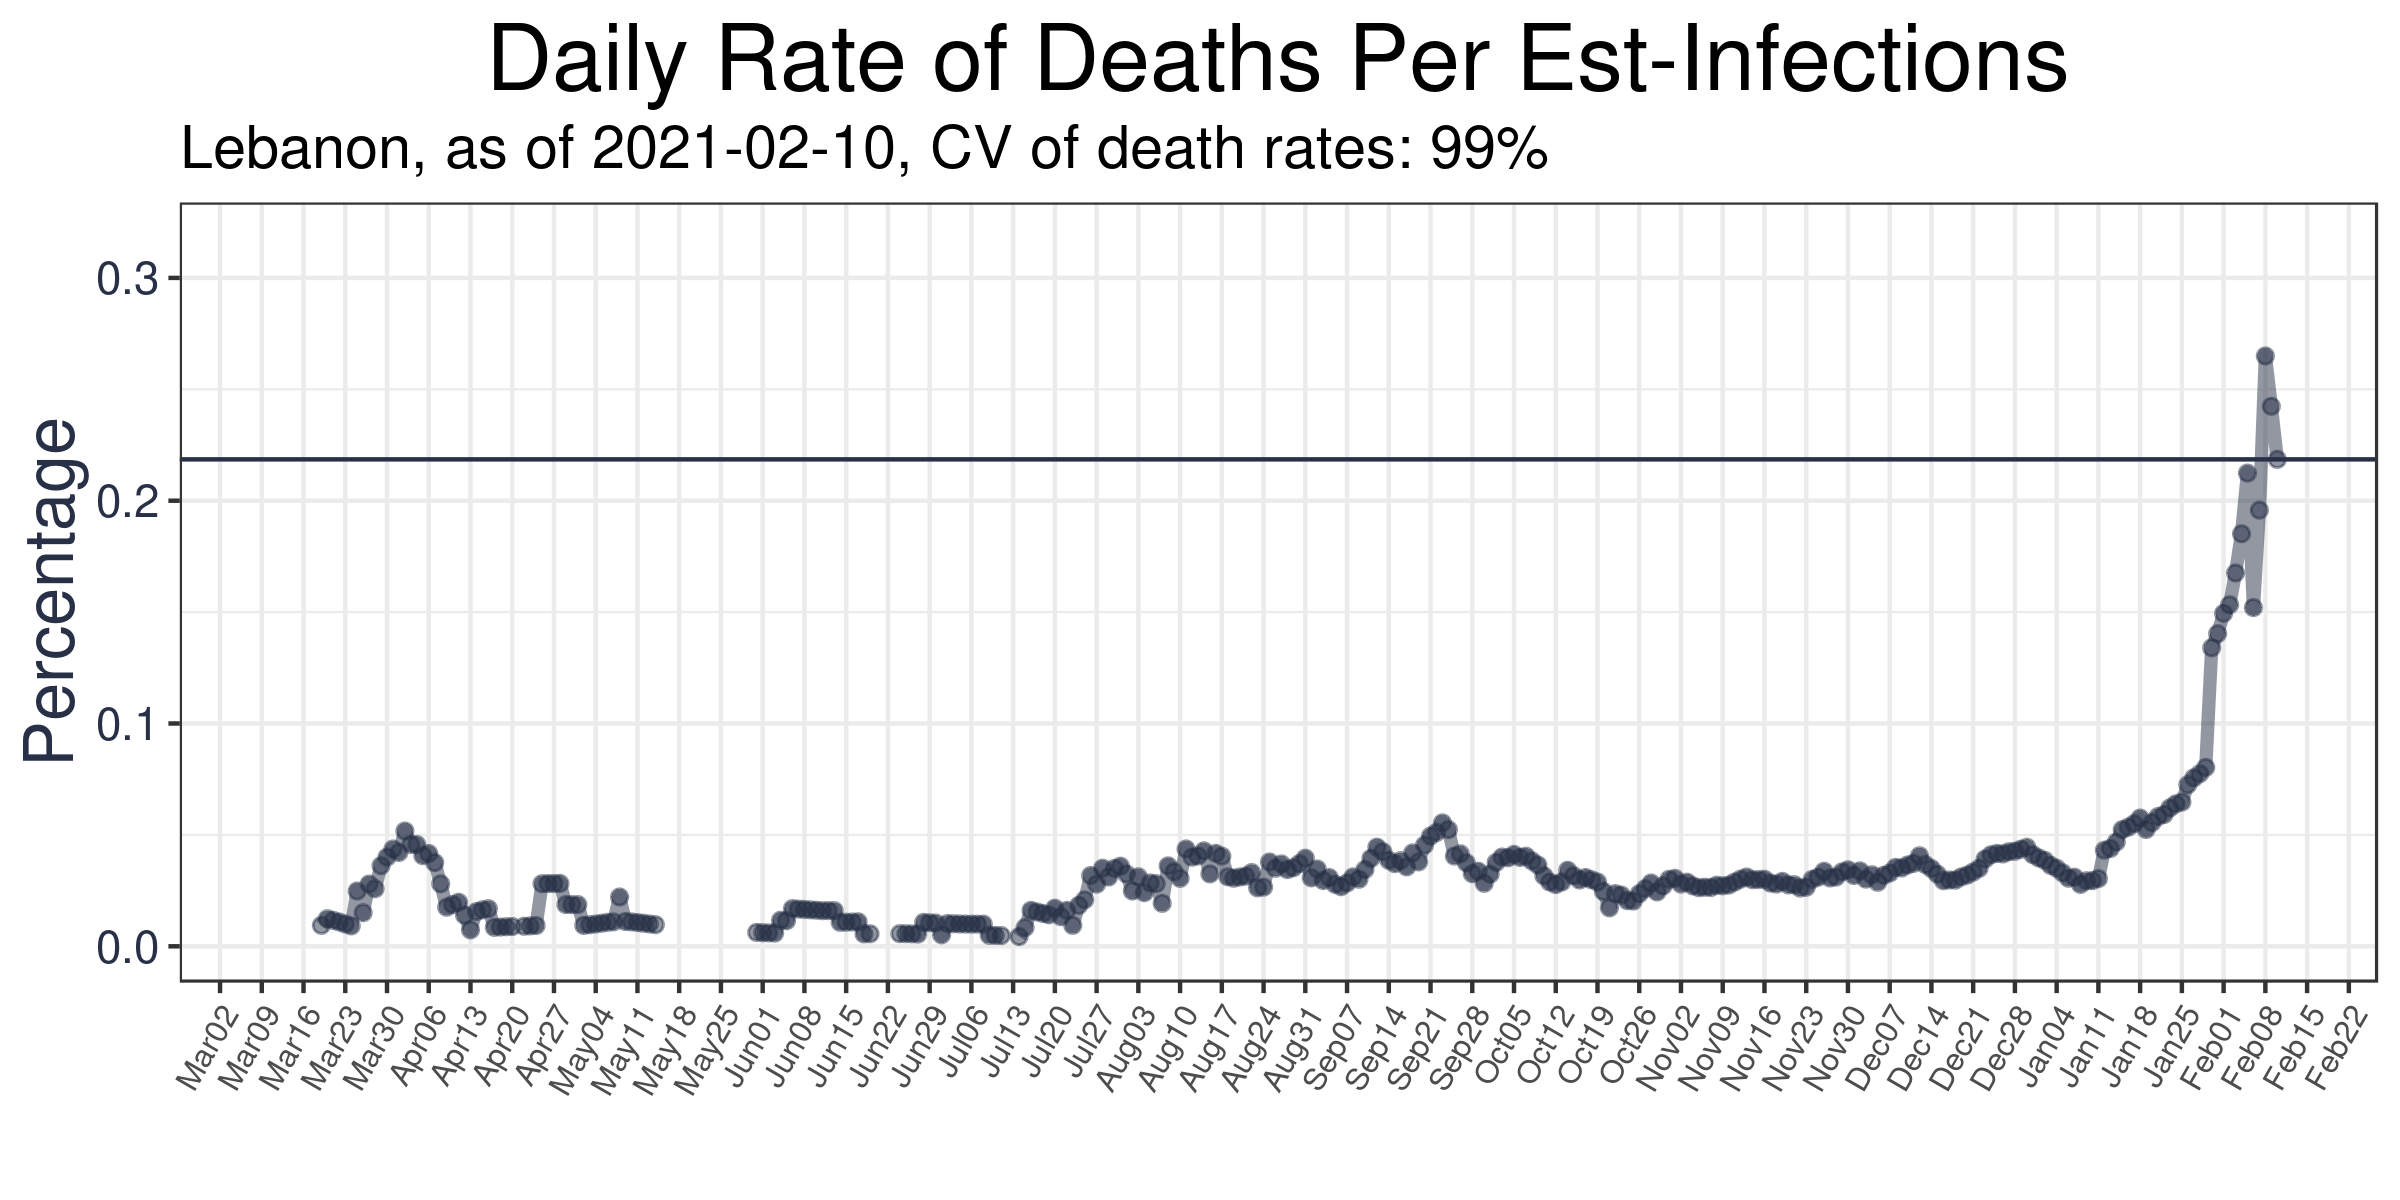 Daily Rate of Deaths Per Est-Infections
Lebanon, as of 2021-02-10, CV of death rates: 99%
Percentage
0.3
0.2
0.1
0.0
Mar02 Mar09 Mar16 Mar23 Mar30 Apr06 Apr13 Apr20 Apr27 May04 May11 May18 May25 Jun01 Jun08 Jun15 Jun22 Jun29 Jul06 Jul13 Jul20 Jul27 Aug03 Aug10 Aug17 Aug24 Aug31 Sep07 Sep14 Sep21 Sep28 Oct05 Oct12 Oct19 Oct26 Nov02 Nov09 Nov16 Nov23 Nov30 Dec07 Dec14 Dec21 Dec28 Jan04 Jan11 Jan18 Jan25 Feb01 Feb08 Feb15 Feb22